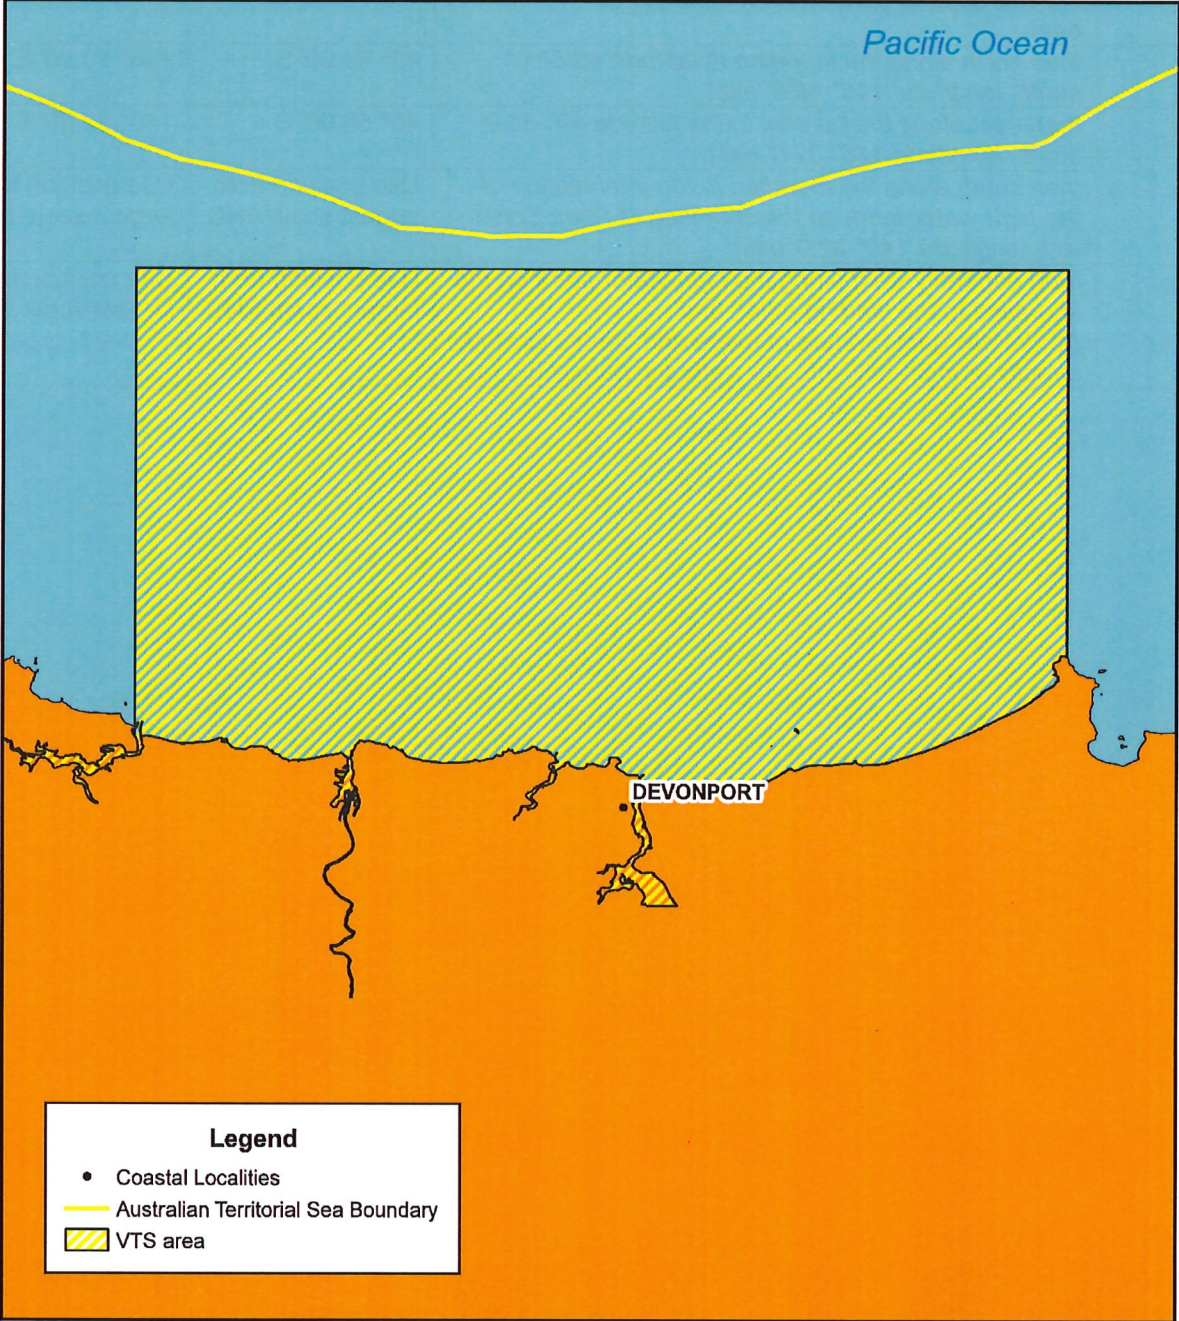 Pacific Ocean
DEVONPORT
Legend
Coastal Localities
Australian Territorial Sea Boundary
VTS area